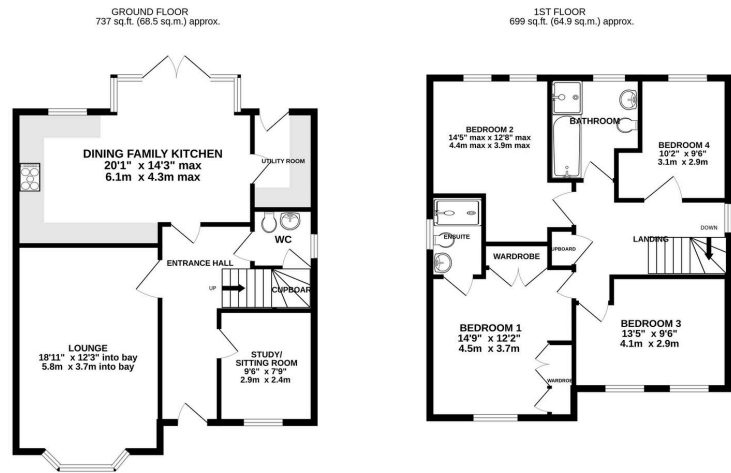 GROUND FLOOR
737 sq.ft. (68.5 sq.m.) approx.
DINING FAMILY KITCHEN
20'1" x 14'3" max
6.1m x 4.3m max
UTILITY ROOM
WC
ENTRANCE HALL
UP
CUPBOARD
LOUNGE
18'11" x 12'3" into bay
5.8m x 3.7m into bay
STUDY/
SITTING ROOM
9'6" x 7'9"
2.9m x 2.4m
1ST FLOOR
699 sq.ft. (64.9 sq.m.) approx.
BEDROOM 2
14'5" max x 12'8" max
4.4m max x 3.9m max
BATHROOM
BEDROOM 4
10'2" x 9'6"
3.1m x 2.9m
ENSUITE
DOWN
LANDING
CUPBOARD
WARDROBE
BEDROOM 1
14'9" x 12'2"
4.5m x 3.7m
WARDROBE
BEDROOM 3
13'5" x 9'6"
4.1m x 2.9m